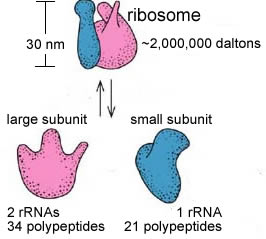 ribosome
30 nm
~2,000,000 daltons
large subunit
small subunit
2 rRNAs
34 polypeptides
1 rRNA
21 polypeptides